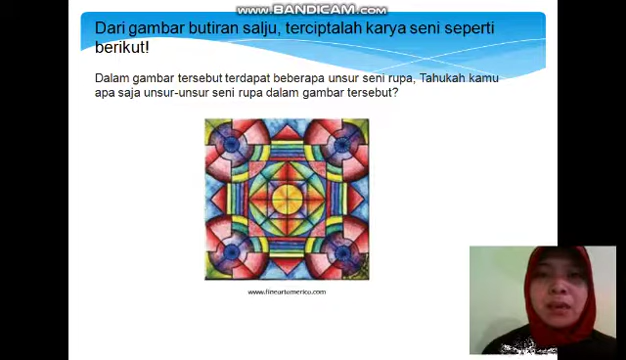 www.BANDICAM.com
Dari gambar butiran salju, terciptalah karya seni seperti
berikut!
Dalam gambar tersebut terdapat beberapa unsur seni rupa, Tahukah kamu
apa saja unsur-unsur seni rupa dalam gambar tersebut?
www.fineartamerica.com